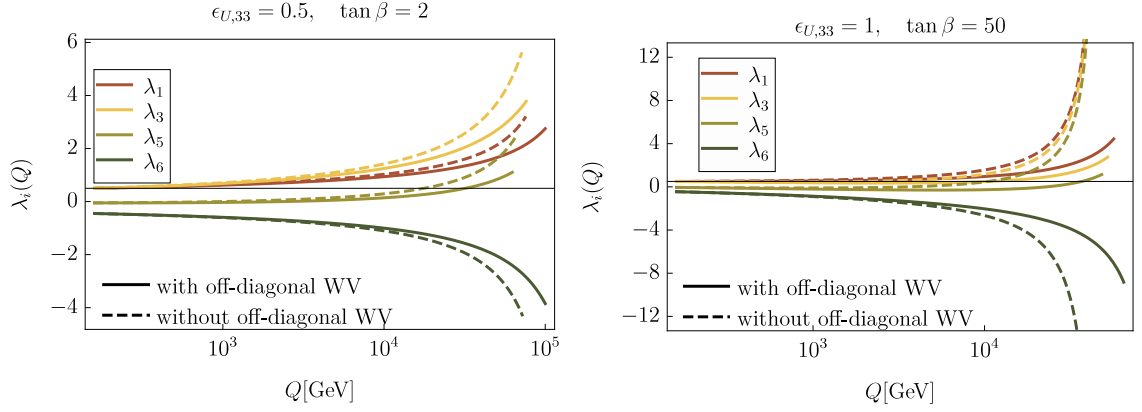 ϵ_{U,33} = 0.5, tan β = 2
6
4
2
0
−2
−4
λ_i(Q)
λ_1
λ_3
λ_5
λ_6
with off-diagonal WV
without off-diagonal WV
10^3
10^4
10^5
Q[GeV]
ϵ_{U,33} = 1, tan β = 50
12
8
4
0
−4
−8
−12
λ_i(Q)
λ_1
λ_3
λ_5
λ_6
with off-diagonal WV
without off-diagonal WV
10^3
10^4
Q[GeV]